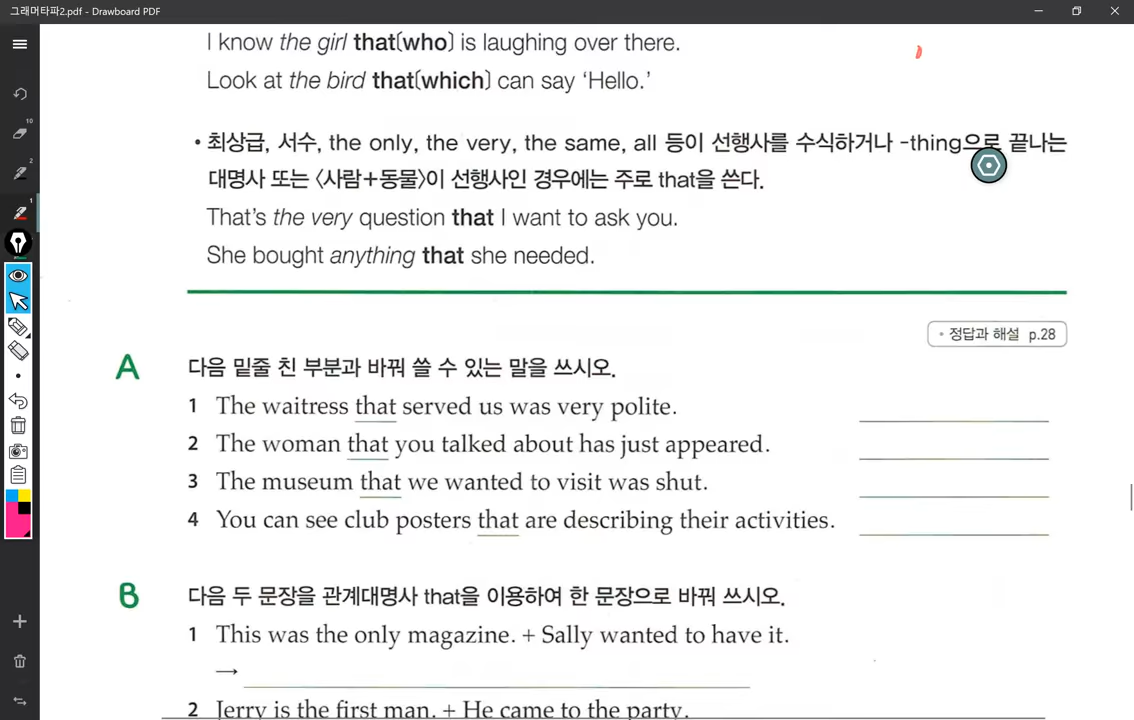 그래머타파2.pdf - Drawboard PDF
I know the girl that(who) is laughing over there.
Look at the bird that(which) can say ‘Hello.’
• 최상급, 서수, the only, the very, the same, all 등이 선행사를 수식하거나 -thing으로 끝나는
대명사 또는 〈사람+동물〉이 선행사인 경우에는 주로 that을 쓴다.
That’s the very question that I want to ask you.
She bought anything that she needed.
• 정답과 해설 p.28
A 다음 밑줄 친 부분과 바꿔 쓸 수 있는 말을 쓰시오.
1 The waitress that served us was very polite.
2 The woman that you talked about has just appeared.
3 The museum that we wanted to visit was shut.
4 You can see club posters that are describing their activities.
B 다음 두 문장을 관계대명사 that을 이용하여 한 문장으로 바꿔 쓰시오.
1 This was the only magazine. + Sally wanted to have it.
→
2 Jerry is the first man. + He came to the party.
10
2
1